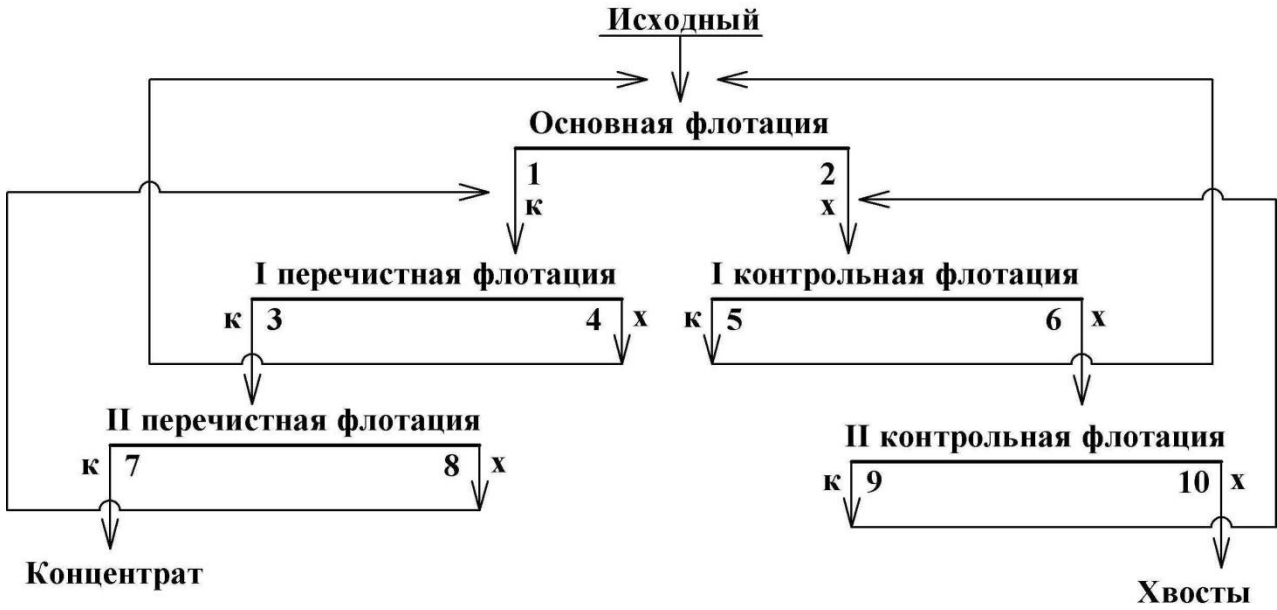 Исходный
Основная флотация
1 2
к х
I перечистная флотация I контрольная флотация
к 3 4 х к 5 6 х
II перечистная флотация II контрольная флотация
к 7 8 х к 9 10 х
Концентрат
Хвосты